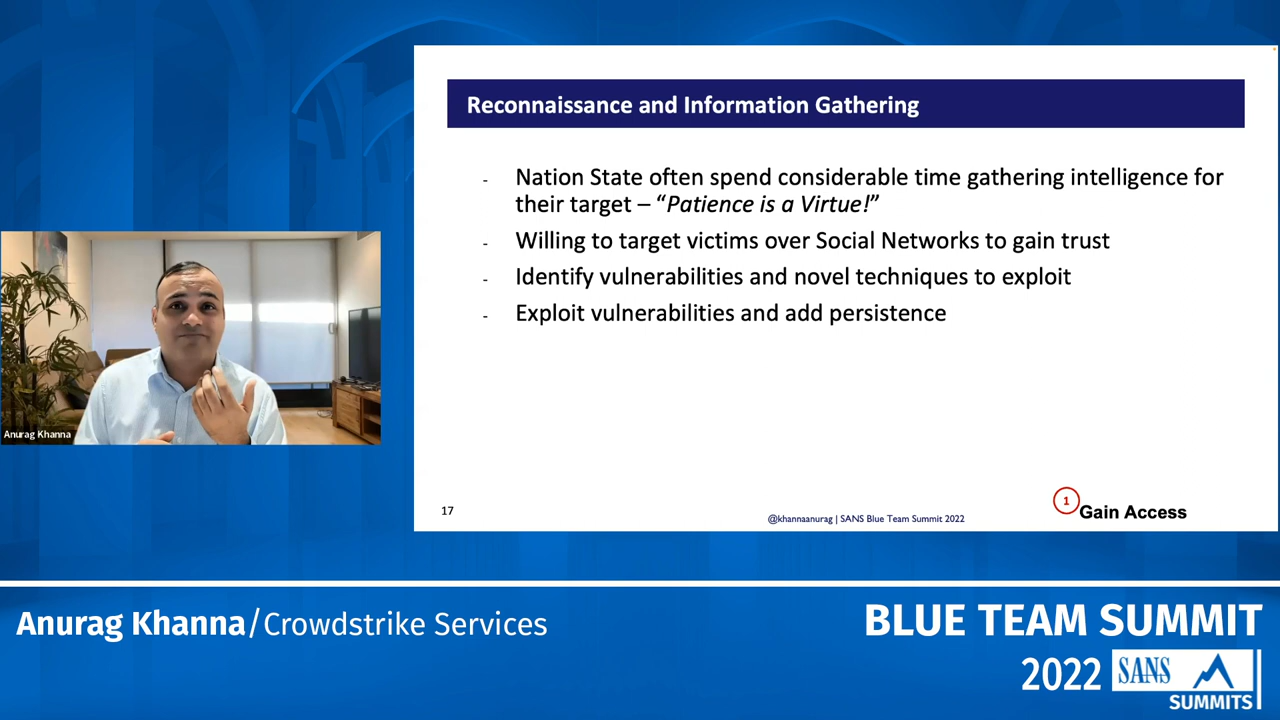 Reconnaissance and Information Gathering
- Nation State often spend considerable time gathering intelligence for
their target – “Patience is a Virtue!”
- Willing to target victims over Social Networks to gain trust
- Identify vulnerabilities and novel techniques to exploit
- Exploit vulnerabilities and add persistence
17
@khannaanurag | SANS Blue Team Summit 2022
1
Gain Access
Anurag Khanna
Anurag Khanna/Crowdstrike Services
BLUE TEAM SUMMIT
2022 SANS
SUMMITS